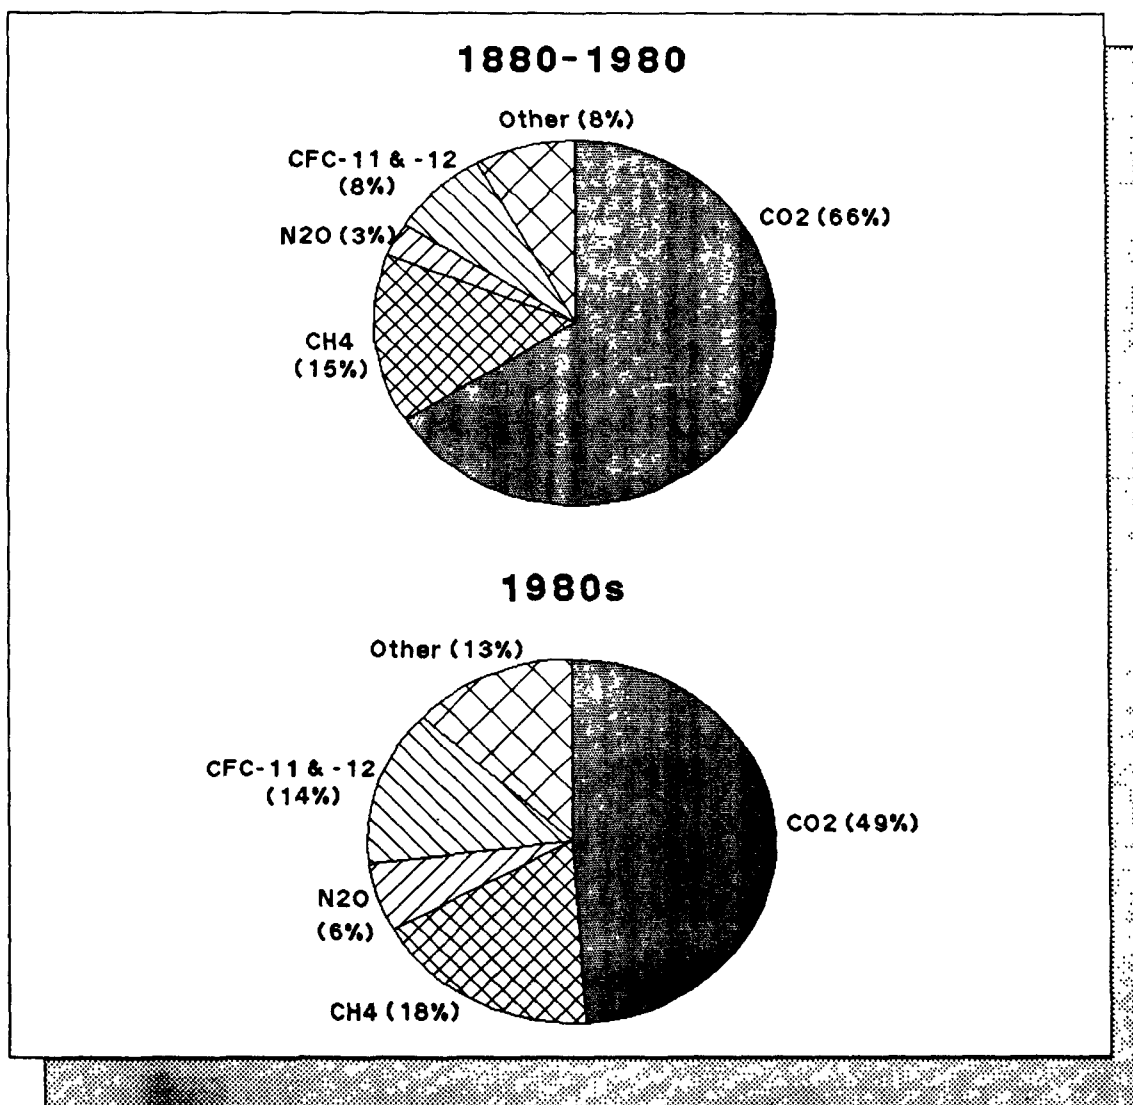 1880-1980
Other (8%)
CFC-11 & -12
(8%)
CO2 (66%)
N2O (3%)
CH4
(15%)
1980s
Other (13%)
CFC-11 & -12
(14%)
CO2 (49%)
N2O
(6%)
CH4 (18%)